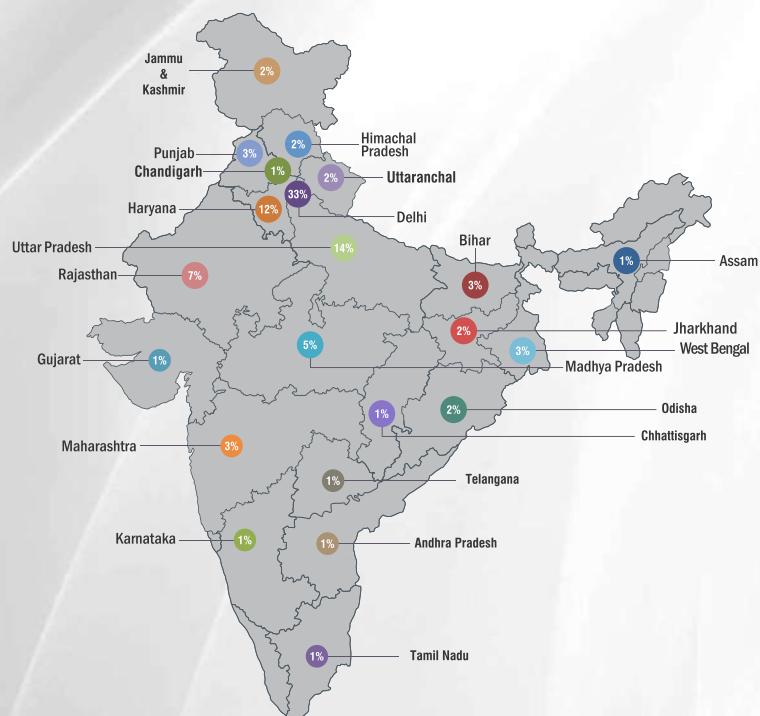 Jammu
&
Kashmir
2%
Himachal
Pradesh
2%
Punjab
3%
Chandigarh
1%
Uttaranchal
2%
33%
Delhi
Haryana
12%
Uttar Pradesh
14%
Bihar
3%
Assam
1%
Rajasthan
7%
Jharkhand
2%
West Bengal
3%
Gujarat
1%
5%
Madhya Pradesh
Odisha
2%
1%
Chhattisgarh
Maharashtra
3%
Telangana
1%
Karnataka
1%
Andhra Pradesh
1%
Tamil Nadu
1%